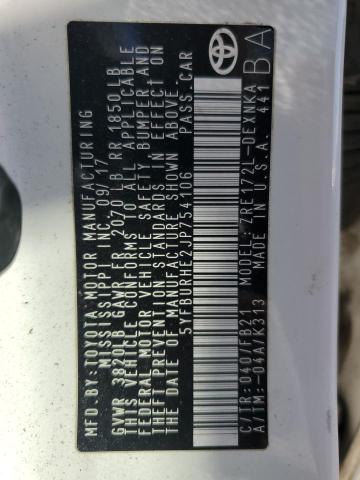 MFD.BY:TOYOTA MOTOR MANUFACTURING
MISSISSIPPI INC. 09/17
GVWR 3820LB GAWR FR 2070 LB RR 1850 LB
THIS VEHICLE CONFORMS TO ALL APPLICABLE
FEDERAL MOTOR VEHICLE SAFETY, BUMPER AND
THEFT PREVENTION STANDARDS IN EFFECT ON
THE DATE OF MANUFACTURE SHOWN ABOVE.
5YFBURHE2JP754106 PASS.CAR
C/TR:040/FB21 MODEL:ZRE172L-DEXNKA
A/TM:-04A/K313 MADE IN U.S.A. 441
BA